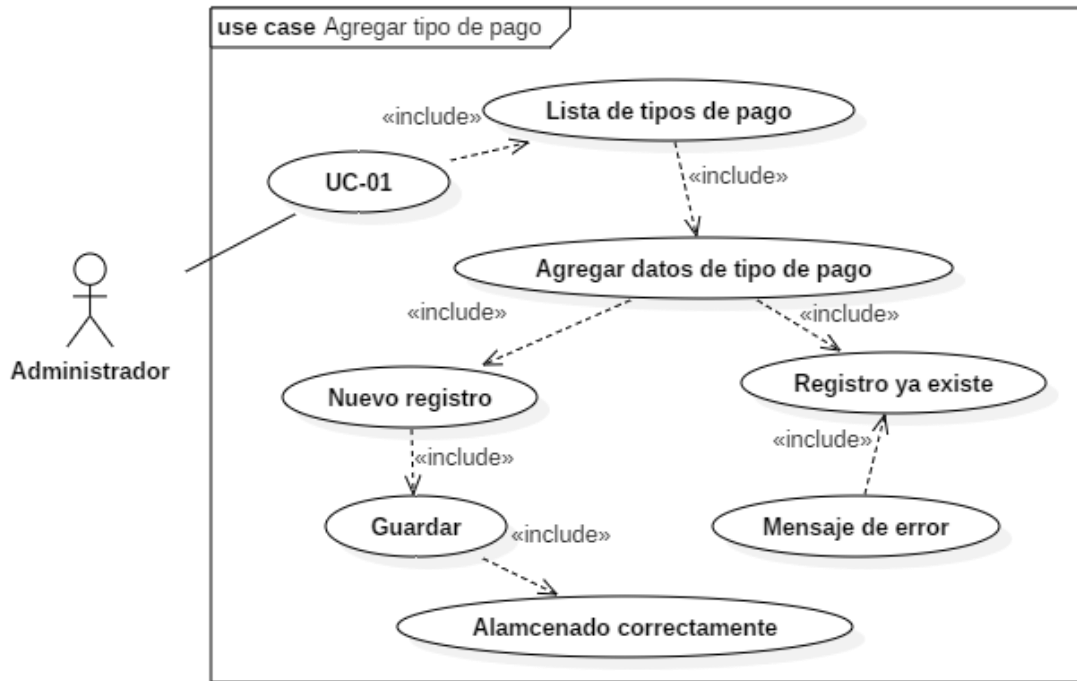 use case Agregar tipo de pago
Lista de tipos de pago
«include»
UC-01
«include»
Agregar datos de tipo de pago
Administrador
«include»
«include»
Nuevo registro
Registro ya existe
«include»
«include»
Guardar
Mensaje de error
«include»
Alamcenado correctamente